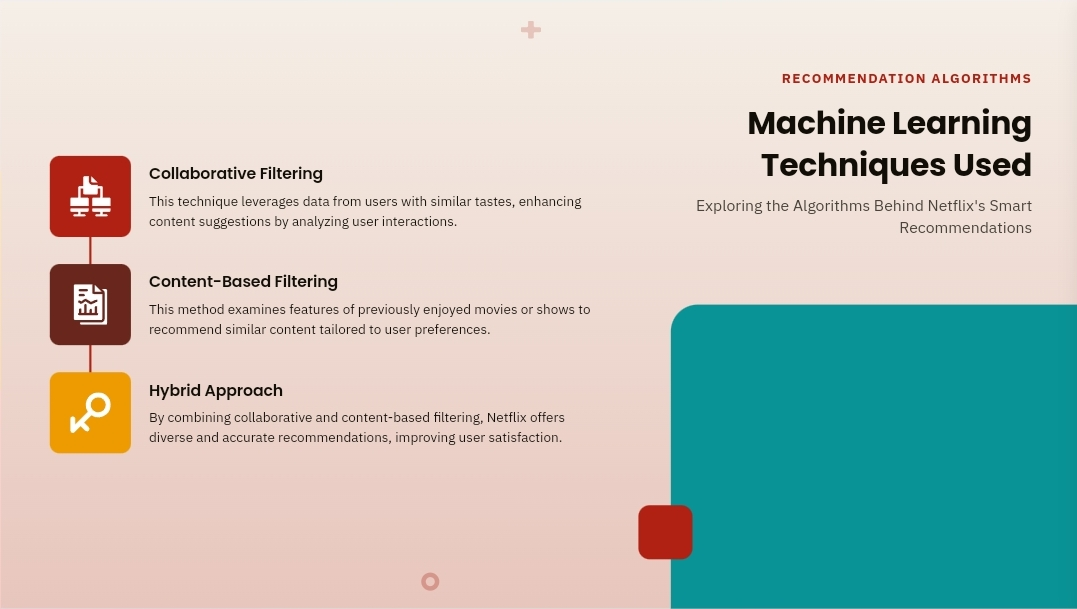 RECOMMENDATION ALGORITHMS
Machine Learning
Techniques Used
Exploring the Algorithms Behind Netflix's Smart
Recommendations
Collaborative Filtering
This technique leverages data from users with similar tastes, enhancing
content suggestions by analyzing user interactions.
Content-Based Filtering
This method examines features of previously enjoyed movies or shows to
recommend similar content tailored to user preferences.
Hybrid Approach
By combining collaborative and content-based filtering, Netflix offers
diverse and accurate recommendations, improving user satisfaction.